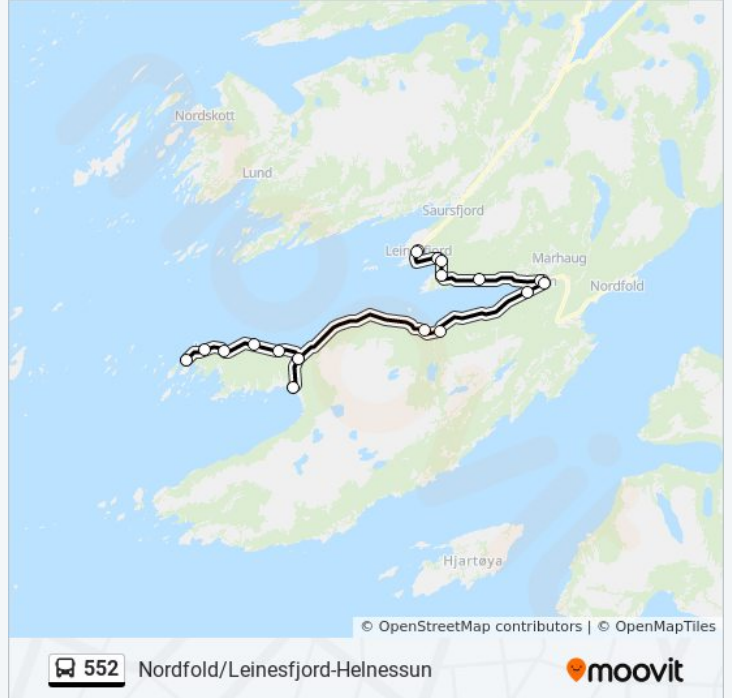 Nordskott
Lund
Saursfjord
Marhaug
Nordfold
Hjartøya
© OpenStreetMap contributors | © OpenMapTiles
552 Nordfold/Leinesfjord-Helnessun
moovit